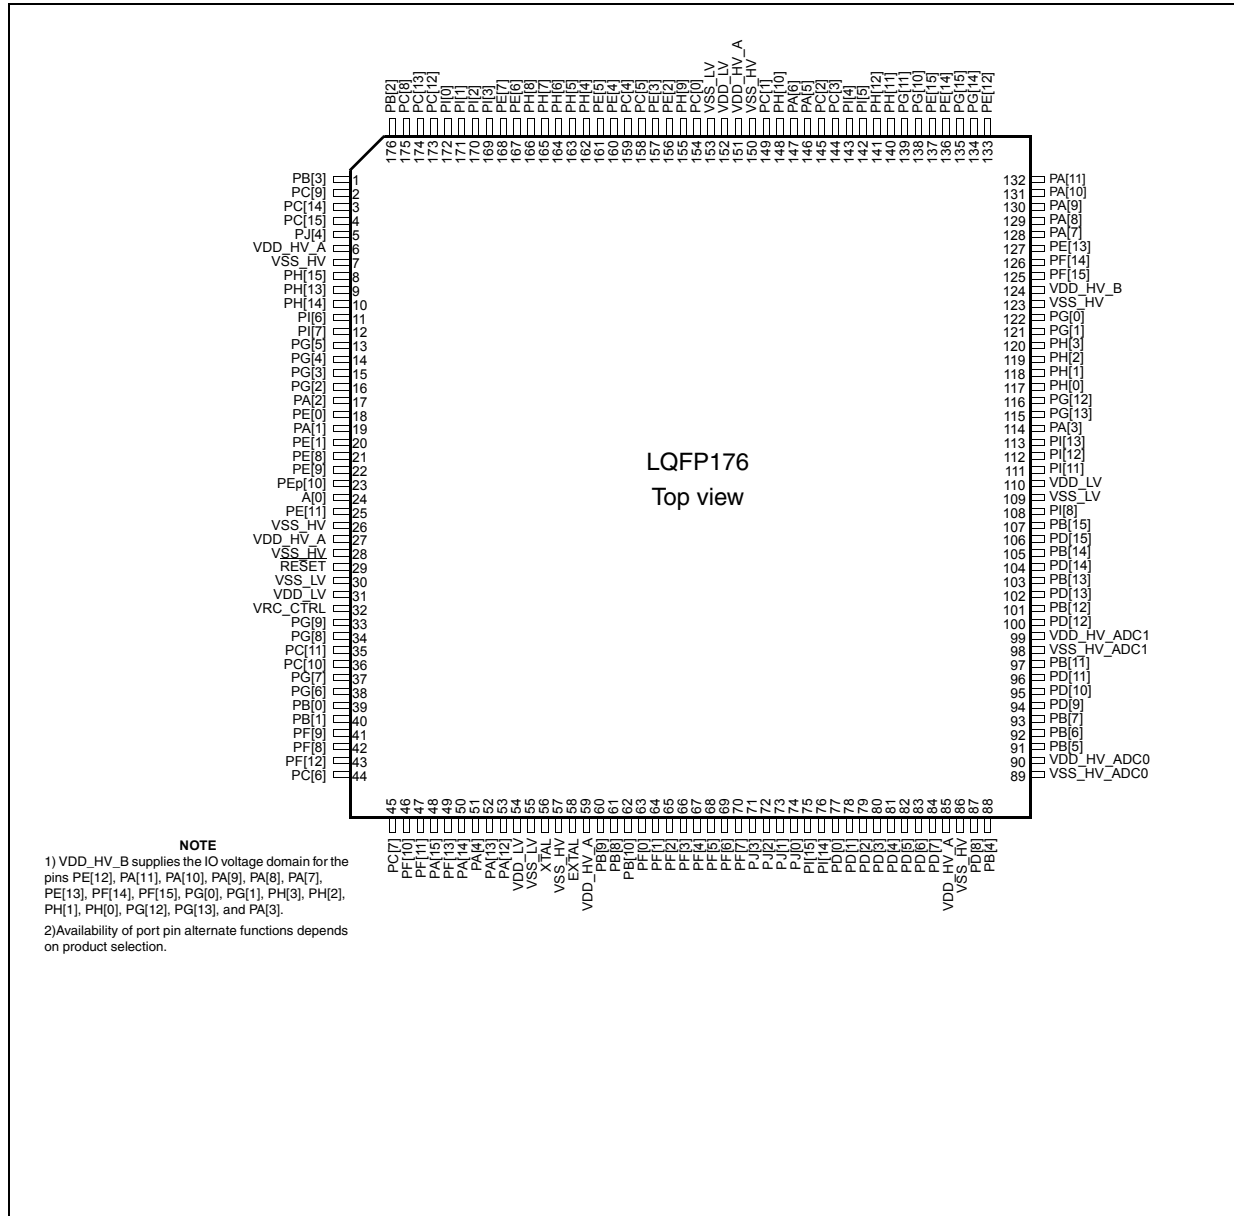 PB[2] PC[8] PC[13] PC[12] PI[0] PI[1] PI[2] PI[3] PE[7] PE[6] PH[8] PH[7] PH[6] PH[5] PH[4] PE[5] PE[4] PC[4] PC[5] PE[3] PE[2] PH[9] PC[0] VSS_LV VDD_LV VDD_HV_A VSS_HV PC[1] PH[10] PA[6] PA[5] PC[2] PC[3] PI[4] PI[5] PH[12] PH[11] PG[11] PG[10] PE[15] PE[14] PG[15] PG[14] PE[12]
176 175 174 173 172 171 170 169 168 167 166 165 164 163 162 161 160 159 158 157 156 155 154 153 152 151 150 149 148 147 146 145 144 143 142 141 140 139 138 137 136 135 134 133
PB[3] 1
PC[9] 2
PC[14] 3
PC[15] 4
PJ[4] 5
VDD_HV_A 6
VSS_HV 7
PH[15] 8
PH[13] 9
PH[14] 10
PI[6] 11
PI[7] 12
PG[5] 13
PG[4] 14
PG[3] 15
PG[2] 16
PA[2] 17
PE[0] 18
PA[1] 19
PE[1] 20
PE[8] 21
PE[9] 22
PEp[10] 23
A[0] 24
PE[11] 25
VSS_HV 26
VDD_HV_A 27
VSS_HV 28
RESET 29
VSS_LV 30
VDD_LV 31
VRC_CTRL 32
PG[9] 33
PG[8] 34
PC[11] 35
PC[10] 36
PG[7] 37
PG[6] 38
PB[0] 39
PB[1] 40
PF[9] 41
PF[8] 42
PF[12] 43
PC[6] 44
LQFP176
Top view
132 PA[11]
131 PA[10]
130 PA[9]
129 PA[8]
128 PA[7]
127 PE[13]
126 PF[14]
125 PF[15]
124 VDD_HV_B
123 VSS_HV
122 PG[0]
121 PG[1]
120 PH[3]
119 PH[2]
118 PH[1]
117 PH[0]
116 PG[12]
115 PG[13]
114 PA[3]
113 PI[13]
112 PI[12]
111 PI[11]
110 VDD_LV
109 VSS_LV
108 PI[8]
107 PB[15]
106 PD[15]
105 PB[14]
104 PD[14]
103 PB[13]
102 PD[13]
101 PB[12]
100 PD[12]
99 VDD_HV_ADC1
98 VSS_HV_ADC1
97 PB[11]
96 PD[11]
95 PD[10]
94 PD[9]
93 PB[7]
92 PB[6]
91 PB[5]
90 VDD_HV_ADC0
89 VSS_HV_ADC0
45 46 47 48 49 50 51 52 53 54 55 56 57 58 59 60 61 62 63 64 65 66 67 68 69 70 71 72 73 74 75 76 77 78 79 80 81 82 83 84 85 86 87 88
PC[7] PF[10] PF[11] PA[15] PF[13] PA[14] PA[4] PA[13] PA[12] VDD_LV VSS_LV XTAL VSS_HV EXTAL VDD_HV_A PB[9] PB[8] PB[10] PF[0] PF[1] PF[2] PF[3] PF[4] PF[5] PF[6] PF[7] PJ[3] PJ[2] PJ[1] PJ[0] PI[15] PI[14] PD[0] PD[1] PD[2] PD[3] PD[4] PD[5] PD[6] PD[7] VDD_HV_A VSS_HV PD[8] PB[4]
NOTE
1) VDD_HV_B supplies the IO voltage domain for the
pins PE[12], PA[11], PA[10], PA[9], PA[8], PA[7],
PE[13], PF[14], PF[15], PG[0], PG[1], PH[3], PH[2],
PH[1], PH[0], PG[12], PG[13], and PA[3].
2)Availability of port pin alternate functions depends
on product selection.